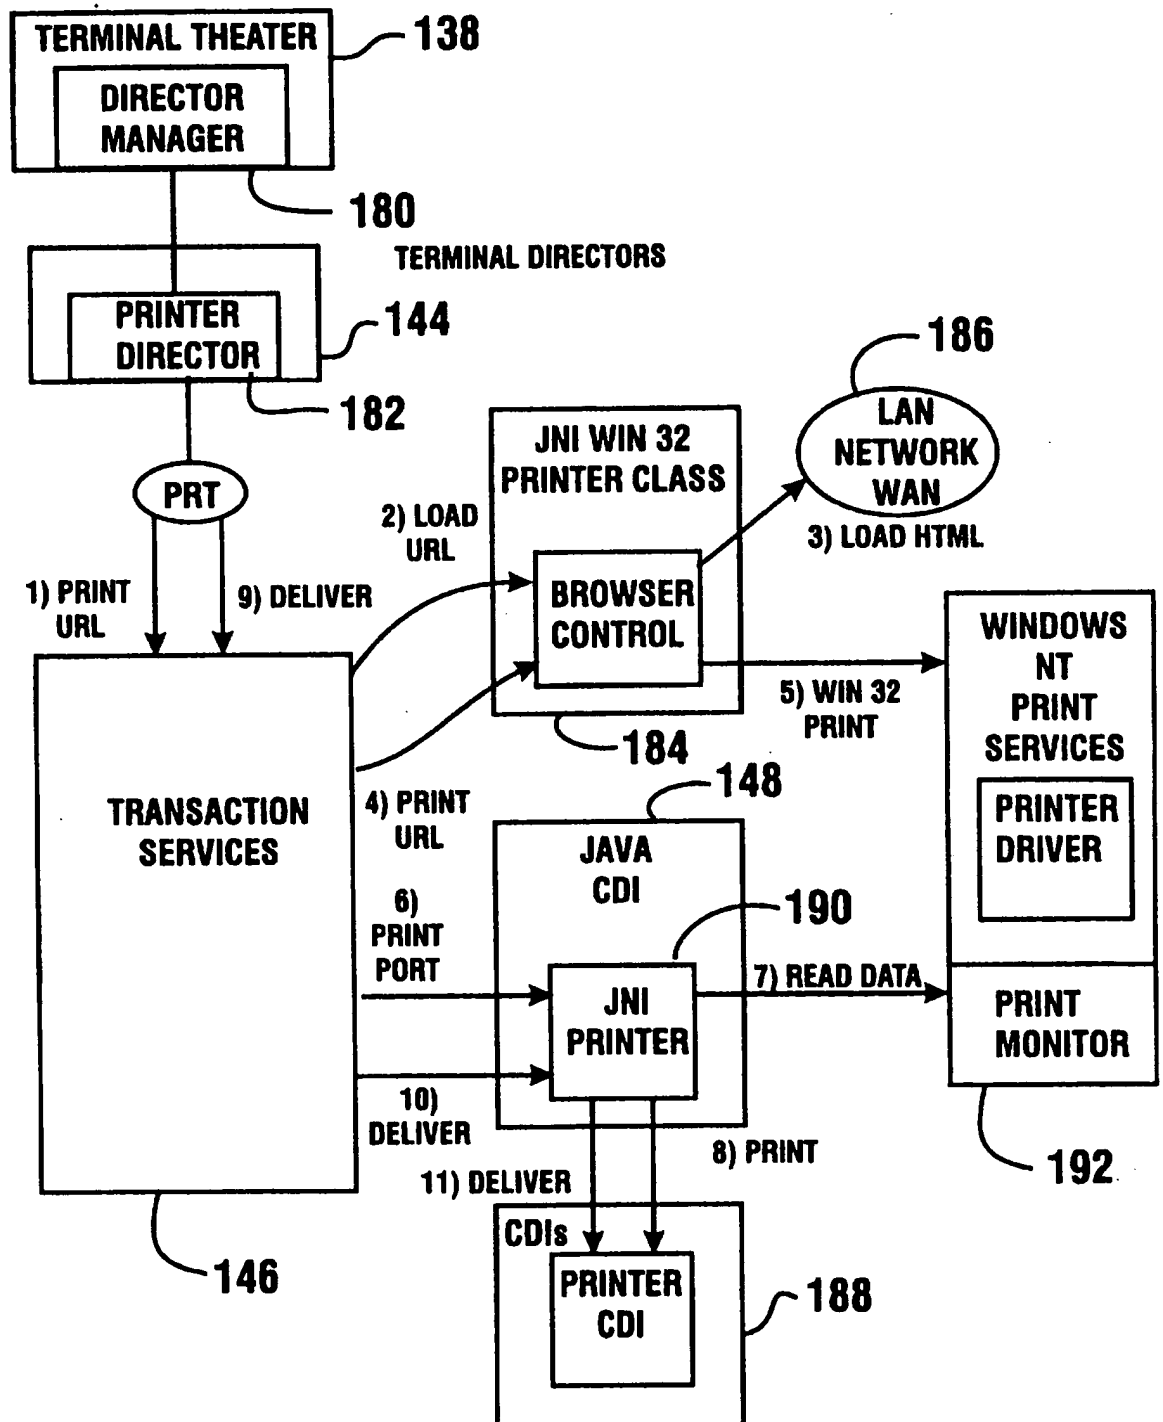 TERMINAL THEATER
138
DIRECTOR
MANAGER
180
TERMINAL DIRECTORS
PRINTER
DIRECTOR
144
182
PRT
1) PRINT
URL
9) DELIVER
2) LOAD
URL
JNI WIN 32
PRINTER CLASS
BROWSER
CONTROL
184
186
LAN
NETWORK
WAN
3) LOAD HTML
4) PRINT
URL
5) WIN 32
PRINT
WINDOWS
NT
PRINT
SERVICES
PRINTER
DRIVER
TRANSACTION
SERVICES
146
148
JAVA
CDI
190
6)
PRINT
PORT
JNI
PRINTER
7) READ DATA
PRINT
MONITOR
192
10)
DELIVER
11) DELIVER
8) PRINT
CDIs
PRINTER
CDI
188